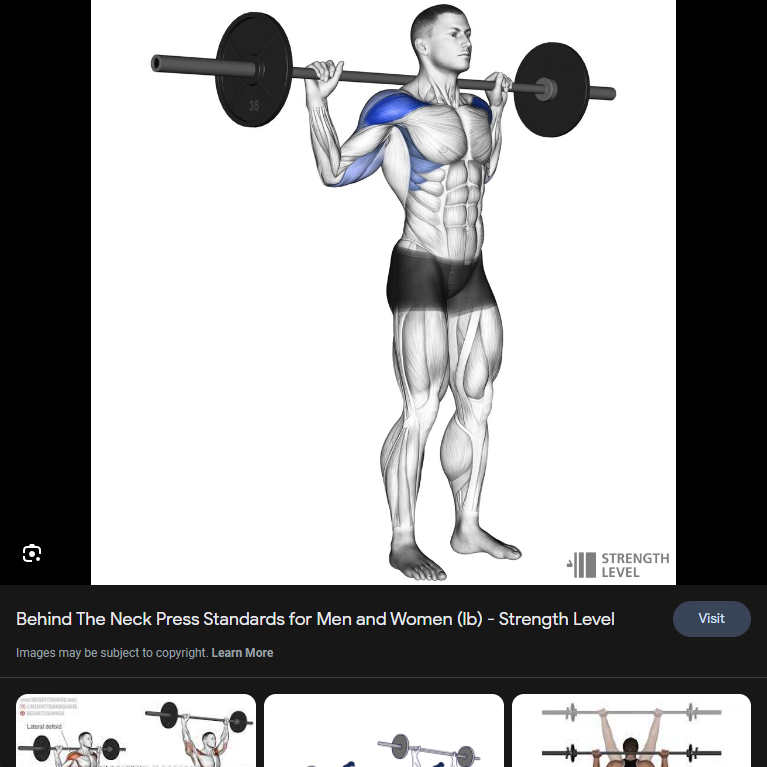 35
STRENGTH
LEVEL
Behind The Neck Press Standards for Men and Women (lb) - Strength Level
Visit
Images may be subject to copyright. Learn More
Lateral deltoid